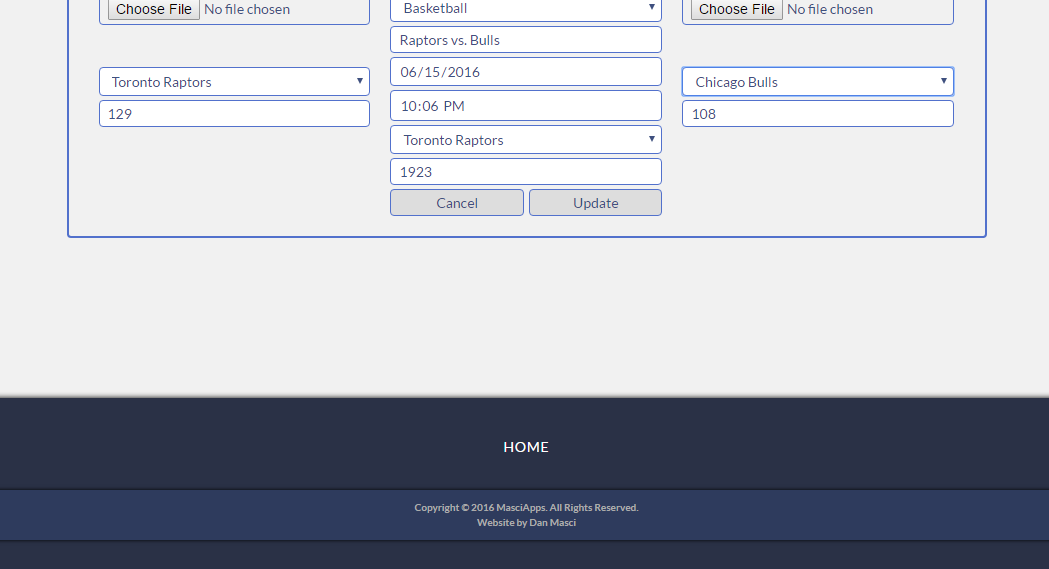 Choose File No file chosen
Toronto Raptors
129
Basketball
Raptors vs. Bulls
06/15/2016
10:06 PM
Toronto Raptors
1923
Cancel Update
Choose File No file chosen
Chicago Bulls
108
HOME
Copyright © 2016 MasciApps. All Rights Reserved.
Website by Dan Masci